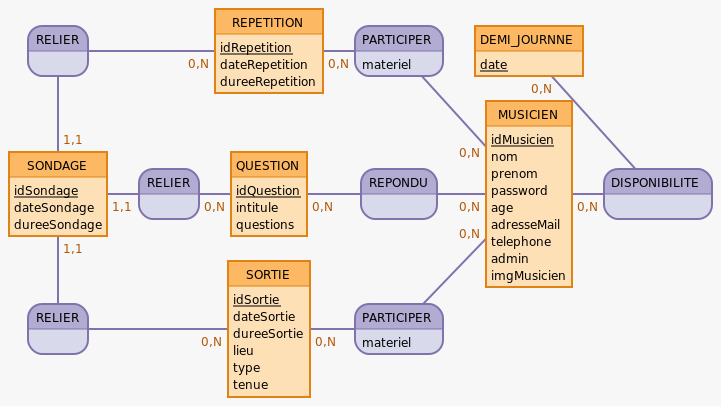 RELIER
0,N
REPETITION
idRepetition
dateRepetition
dureeRepetition
0,N
PARTICIPER
materiel
DEMI_JOURNNE
date
0,N
1,1
0,N
SONDAGE
idSondage
dateSondage
dureeSondage
1,1
RELIER
0,N
QUESTION
idQuestion
intitule
questions
0,N
REPONDU
0,N
MUSICIEN
idMusicien
nom
prenom
password
age
adresseMail
telephone
admin
imgMusicien
0,N
DISPONIBILITE
1,1
0,N
RELIER
0,N
SORTIE
idSortie
dateSortie
dureeSortie
lieu
type
tenue
0,N
PARTICIPER
materiel